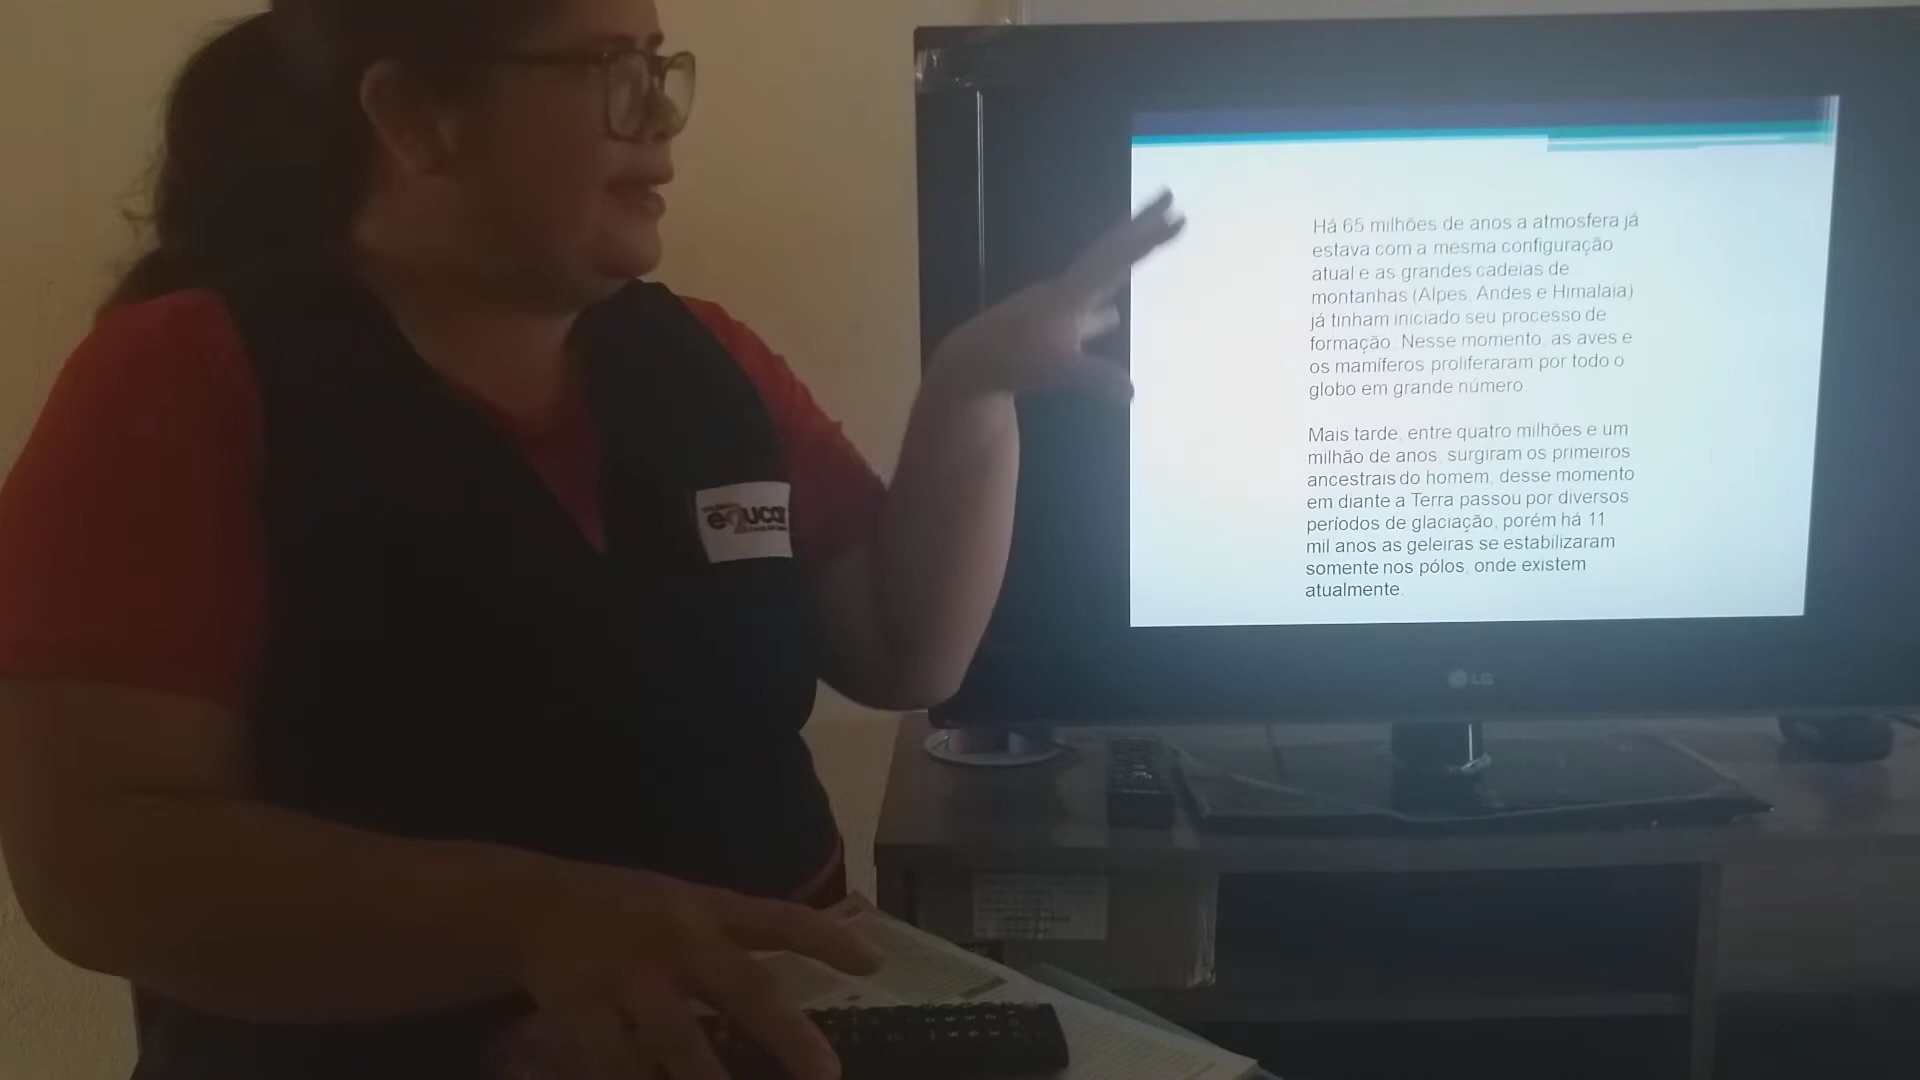 Há 65 milhões de anos a atmosfera já
estava com a mesma configuração
atual e as grandes cadeias de
montanhas (Alpes, Andes e Himalaia)
já tinham iniciado seu processo de
formação. Nesse momento, as aves e
os mamíferos proliferaram por todo o
globo em grande número.
Mais tarde, entre quatro milhões e um
milhão de anos, surgiram os primeiros
ancestrais do homem, desse momento
em diante a Terra passou por diversos
períodos de glaciação, porém há 11
mil anos as geleiras se estabilizaram
somente nos pólos, onde existem
atualmente.
LG